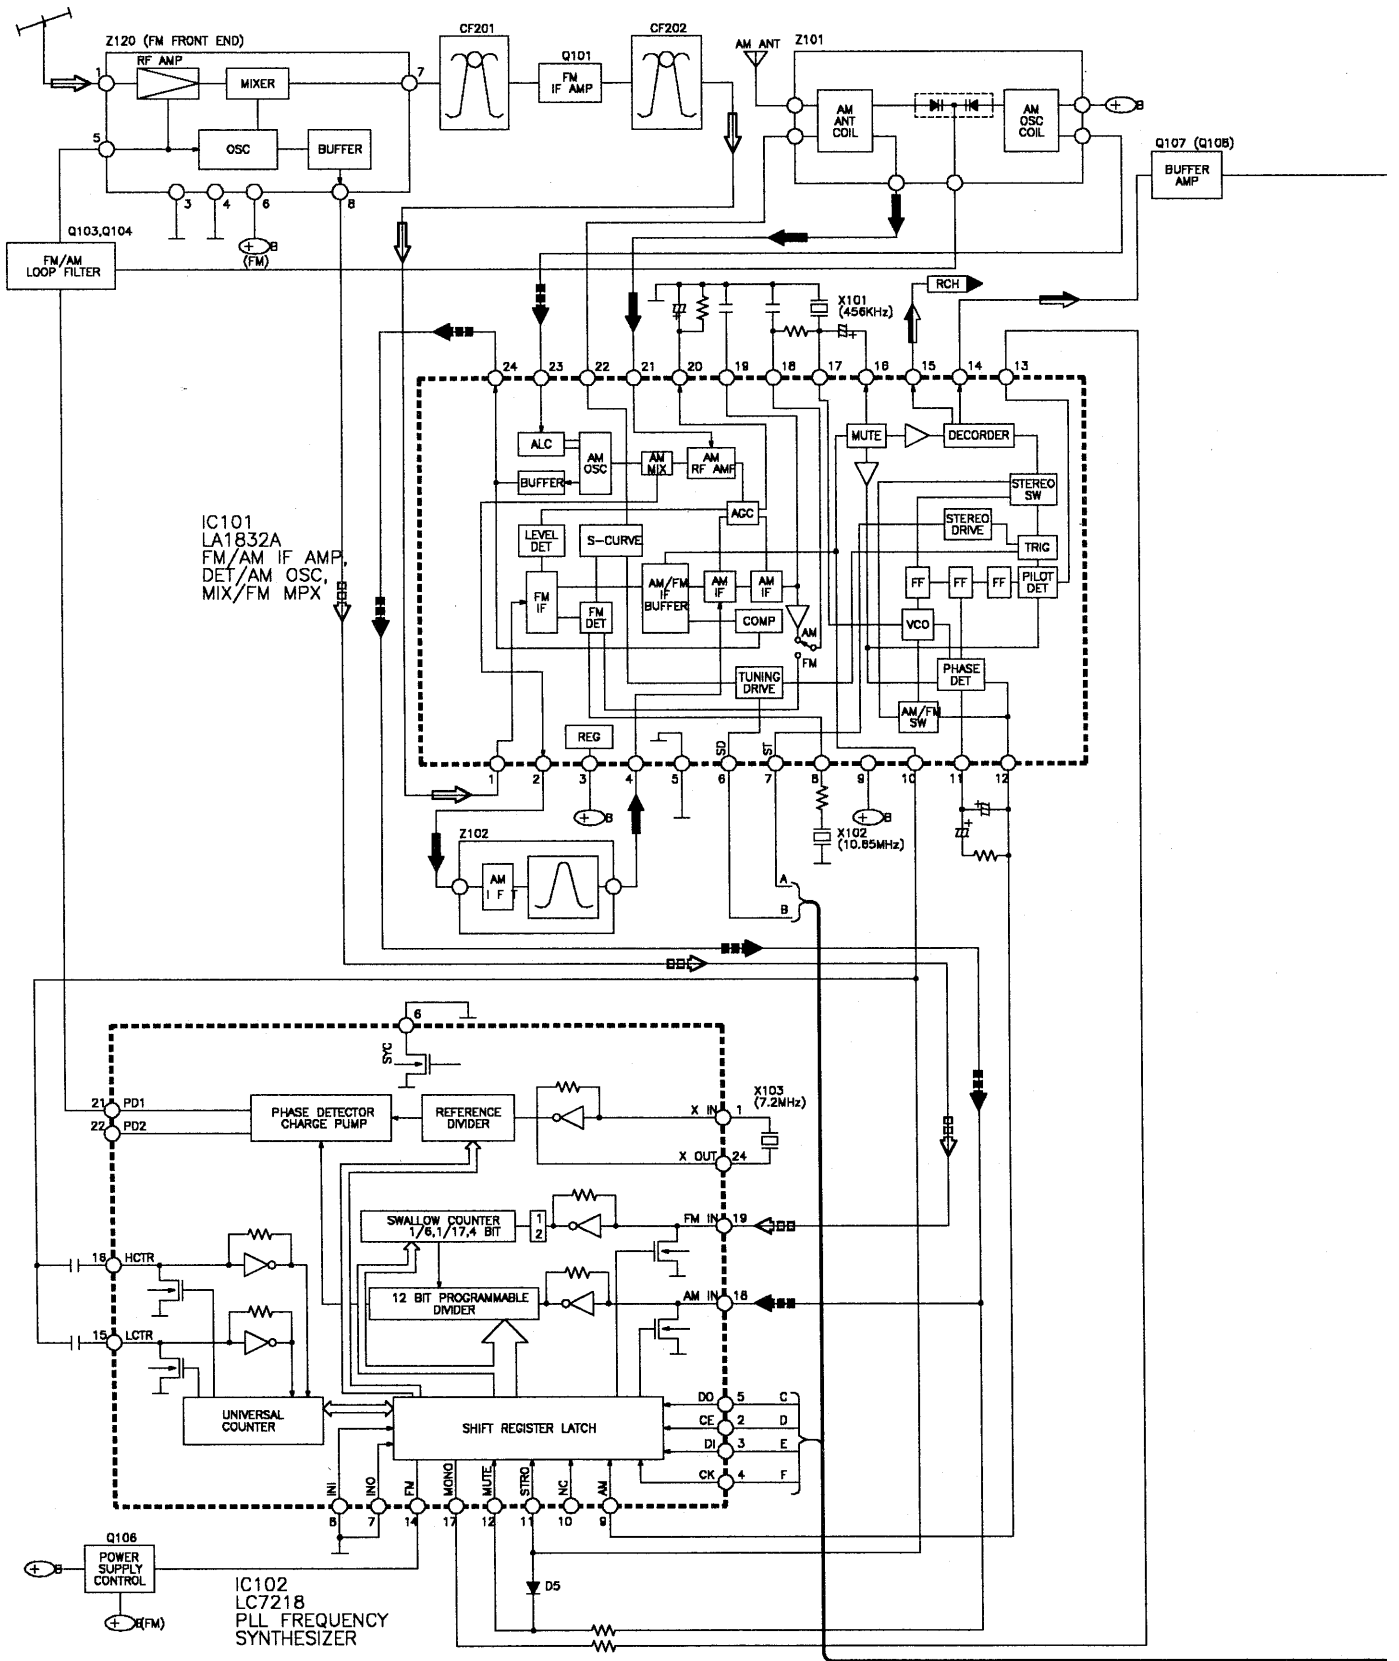 Z120 (FM FRONT END)
RF AMP
MIXER
OSC
BUFFER
1
7
5
3
4
6
8
B
(FM)
CF201
Q101
FM
IF AMP
CF202
AM ANT
Z101
AM
ANT
COIL
AM
OSC
COIL
B
Q107 (Q108)
BUFFER
AMP
Q103,Q104
FM/AM
LOOP FILTER
RCH
X101
(456KHz)
24
23
22
21
20
19
18
17
16
15
14
13
IC101
LA1832A
FM/AM IF AMP,
DET/AM OSC,
MIX/FM MPX
ALC
BUFFER
AM
OSC
AM
MIX
AM
RF AMP
AGC
MUTE
DECORDER
STEREO
SW
STEREO
DRIVE
TRIG
LEVEL
DET
S-CURVE
FM
IF
FM
DET
AM/FM
IF
BUFFER
AM
IF
AM
IF
COMP
AM
FM
FF
FF
FF
PILOT
DET
VCO
PHASE
DET
TUNING
DRIVE
AM/FM
SW
REG
SD
ST
1
2
3
4
5
6
7
8
9
10
11
12
B
B
X102
(10.85MHz)
Z102
AM
I F T
A
B
6
SYC
21
PD1
22
PD2
PHASE DETECTOR
CHARGE PUMP
REFERENCE
DIVIDER
X IN
1
X103
(7.2MHz)
X OUT
24
SWALLOW COUNTER
1/6,1/17,4 BIT
1
2
FM IN
19
16
HCTR
12 BIT PROGRAMMABLE
DIVIDER
AM IN
18
15
LCTR
UNIVERSAL
COUNTER
SHIFT REGISTER LATCH
DO
5
C
CE
2
D
DI
3
E
CK
4
F
INI
INO
FM
MONO
MUTE
STRO
NC
AM
8
7
14
17
12
11
10
9
Q106
POWER
SUPPLY
CONTROL
B
B(FM)
IC102
LC7218
PLL FREQUENCY
SYNTHESIZER
D5